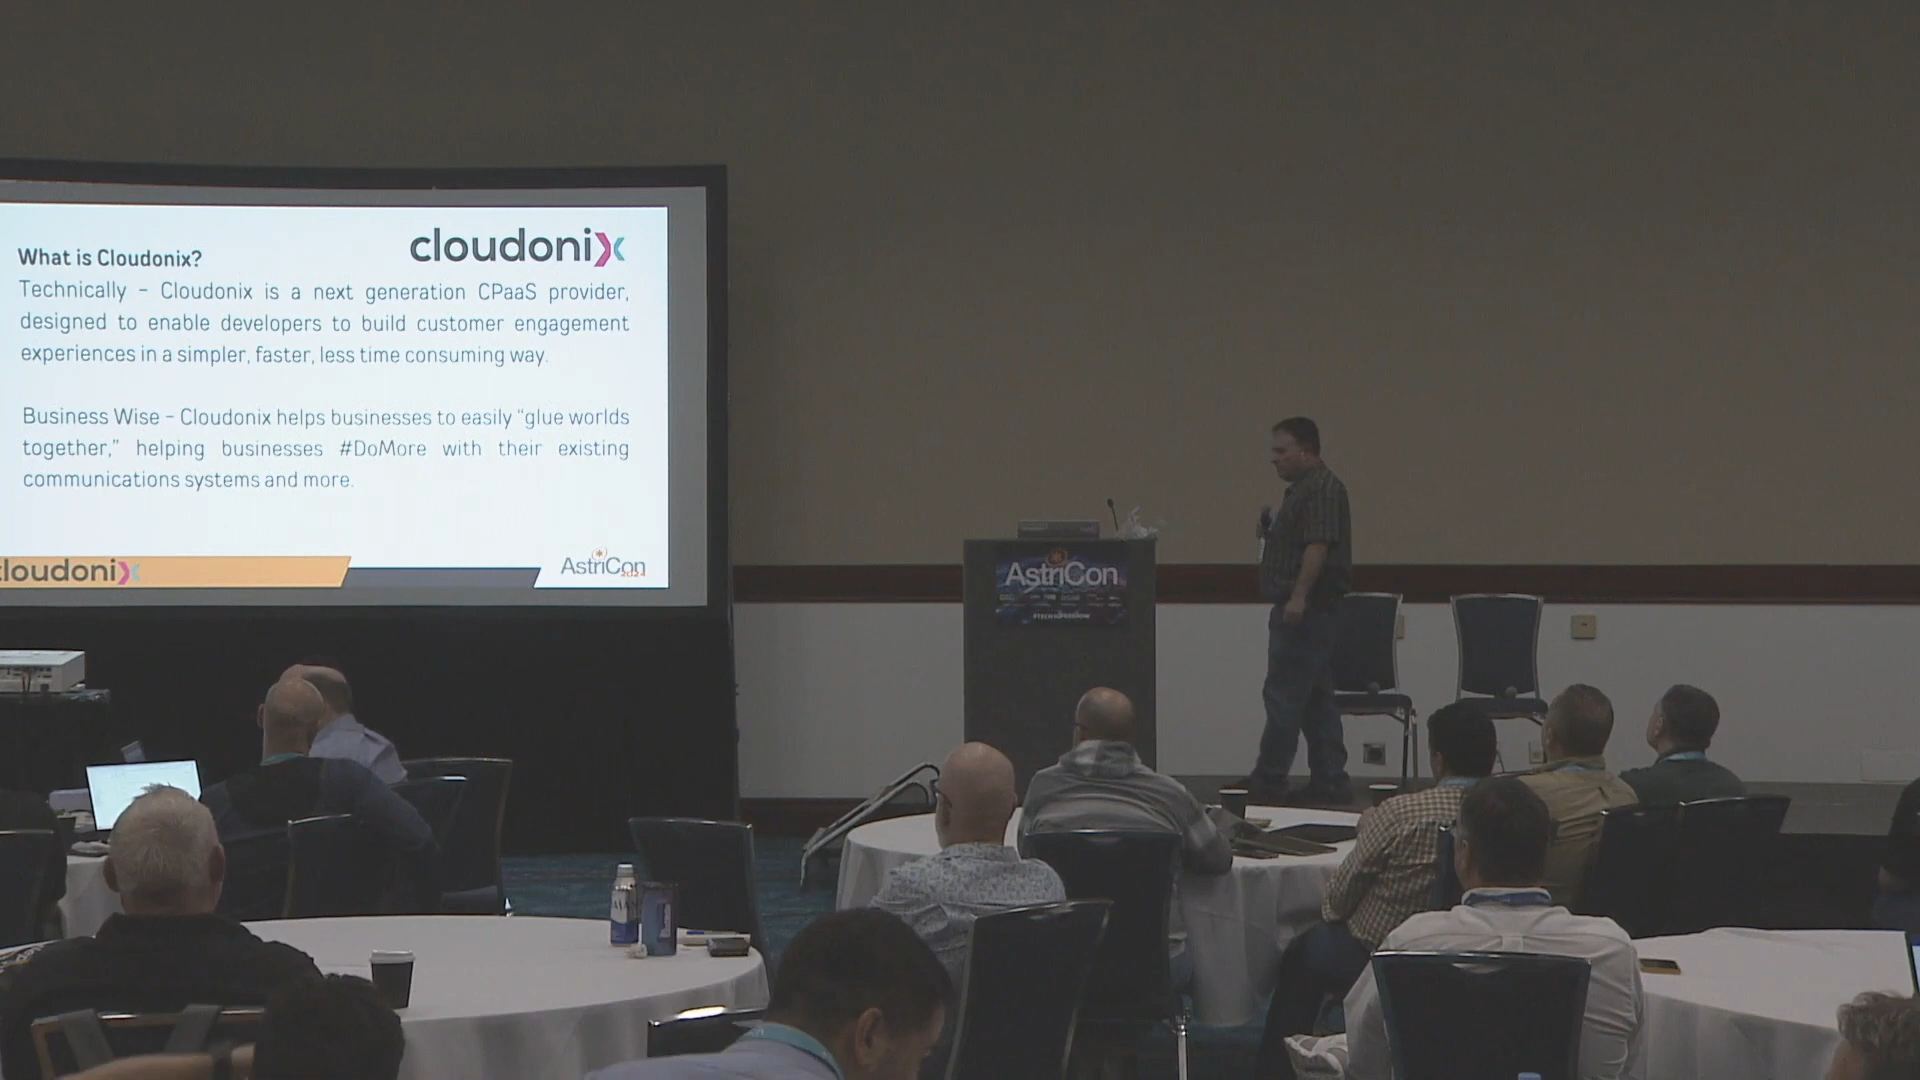 cloudonix
What is Cloudonix?
Technically - Cloudonix is a next generation CPaaS provider,
designed to enable developers to build customer engagement
experiences in a simpler, faster, less time consuming way.
Business Wise - Cloudonix helps businesses to easily “glue worlds
together,” helping businesses #DoMore with their existing
communications systems and more.
cloudonix
AstriCon
2024
AstriCon